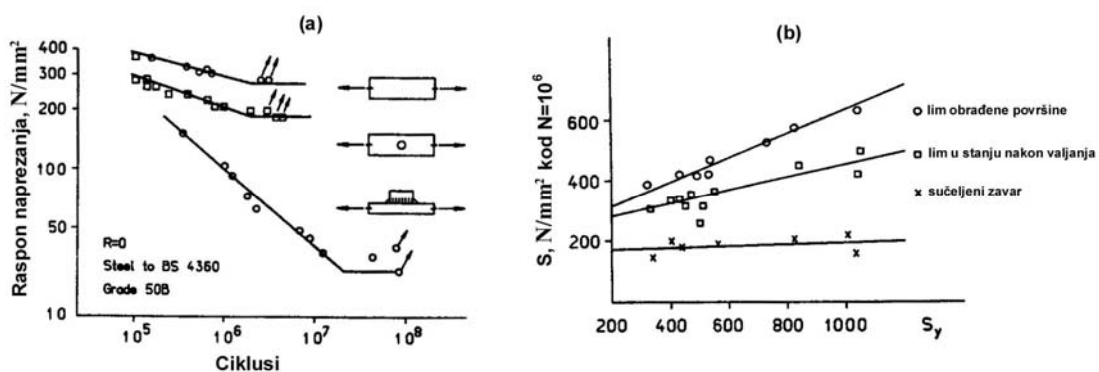 (a)
Raspon naprezanja, N/mm²
400
300
200
100
50
10
R=0
Steel to BS 4360
Grade 50B
10⁵ 10⁶ 10⁷ 10⁸
Ciklusi
(b)
S, N/mm² kod N=10⁶
600
400
200
200 400 600 800 1000 Sy
lim obrađene površine
lim u stanju nakon valjanja
sučeljeni zavar